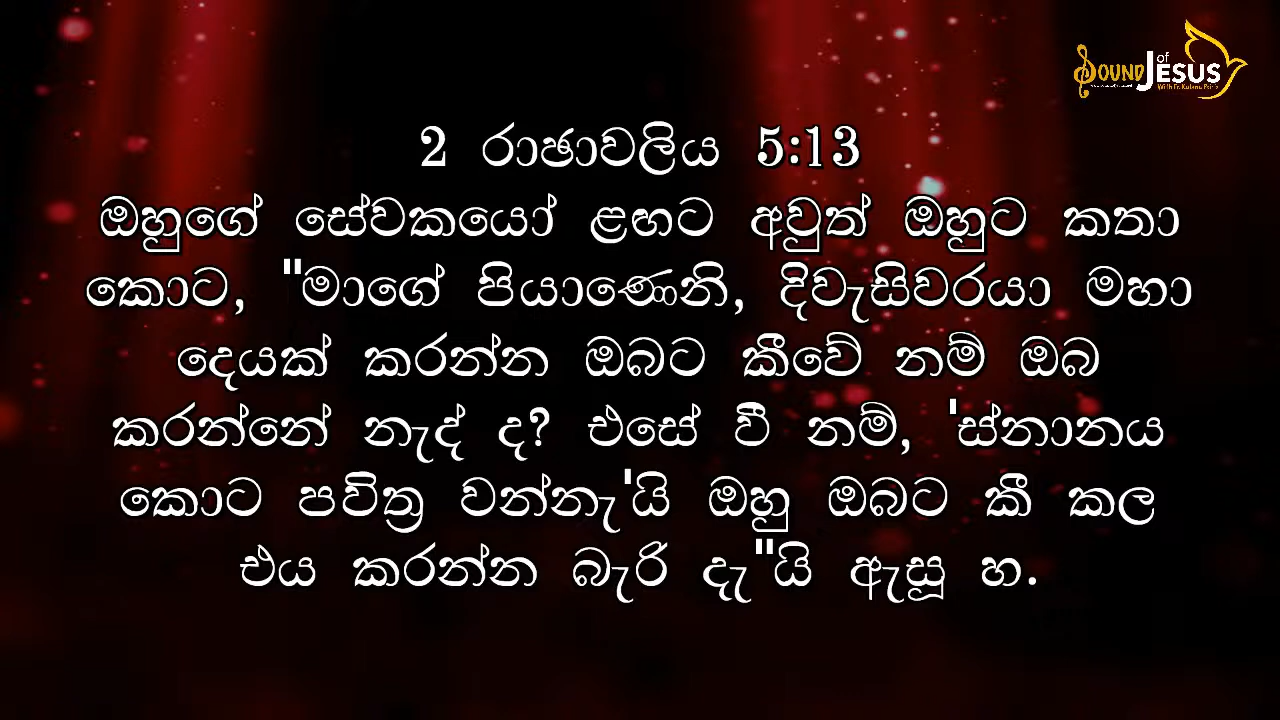 SOUND of JESUS
2 රාජාවලිය 5:13
ඔහුගේ සේවකයෝ ළඟට අවුත් ඔහුට කතා
කොට, "මාගේ පියාණෙනි, දිවැසිවරයා මහා
දෙයක් කරන්න ඔබට කීවේ නම් ඔබ
කරන්නේ නැද් ද? එසේ වී නම්, 'ස්නානය
කොට පවිත්‍ර වන්නැ'යි ඔහු ඔබට කී කල
එය කරන්න බැරි දැ"යි ඇසූ හ.